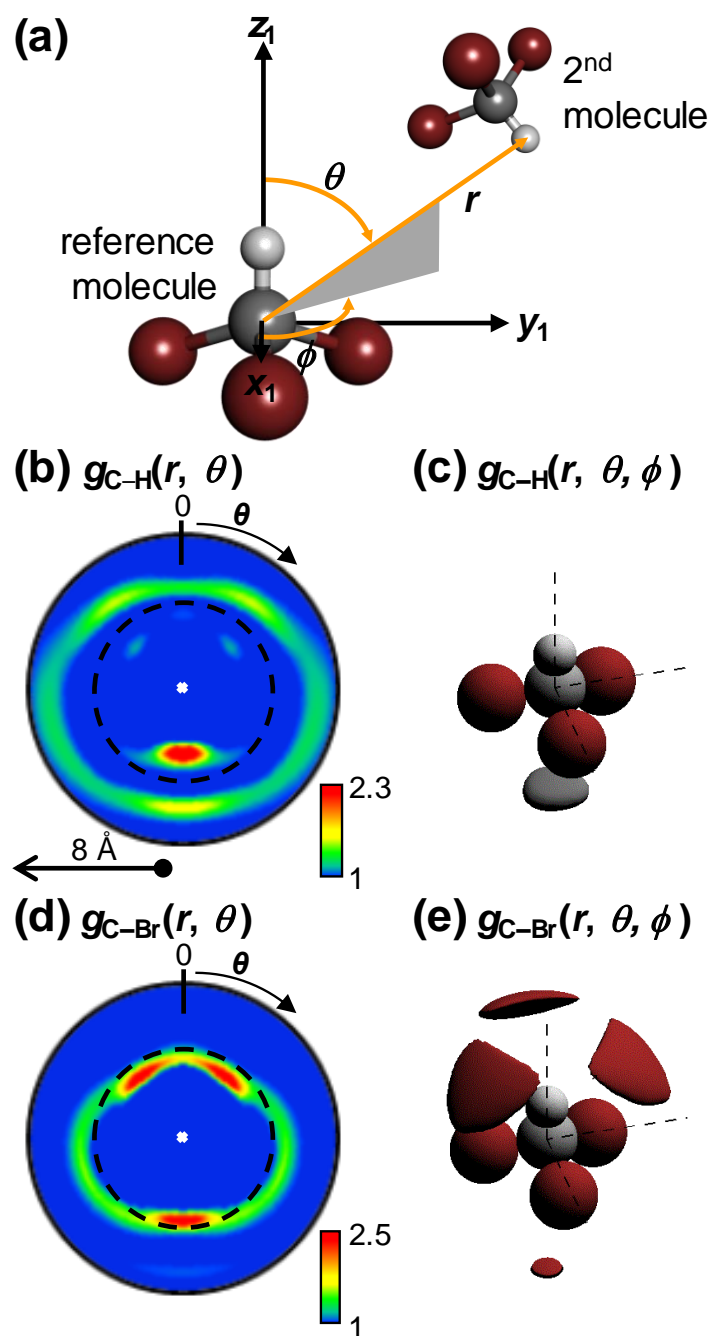 (a)
z1
2nd
molecule
θ
r
reference
molecule
y1
ϕ
x1
(b) gC–H(r, θ)
(c) gC–H(r, θ, ϕ)
0
θ
2.3
1
8 Å
(d) gC–Br(r, θ)
(e) gC–Br(r, θ, ϕ)
0
θ
2.5
1